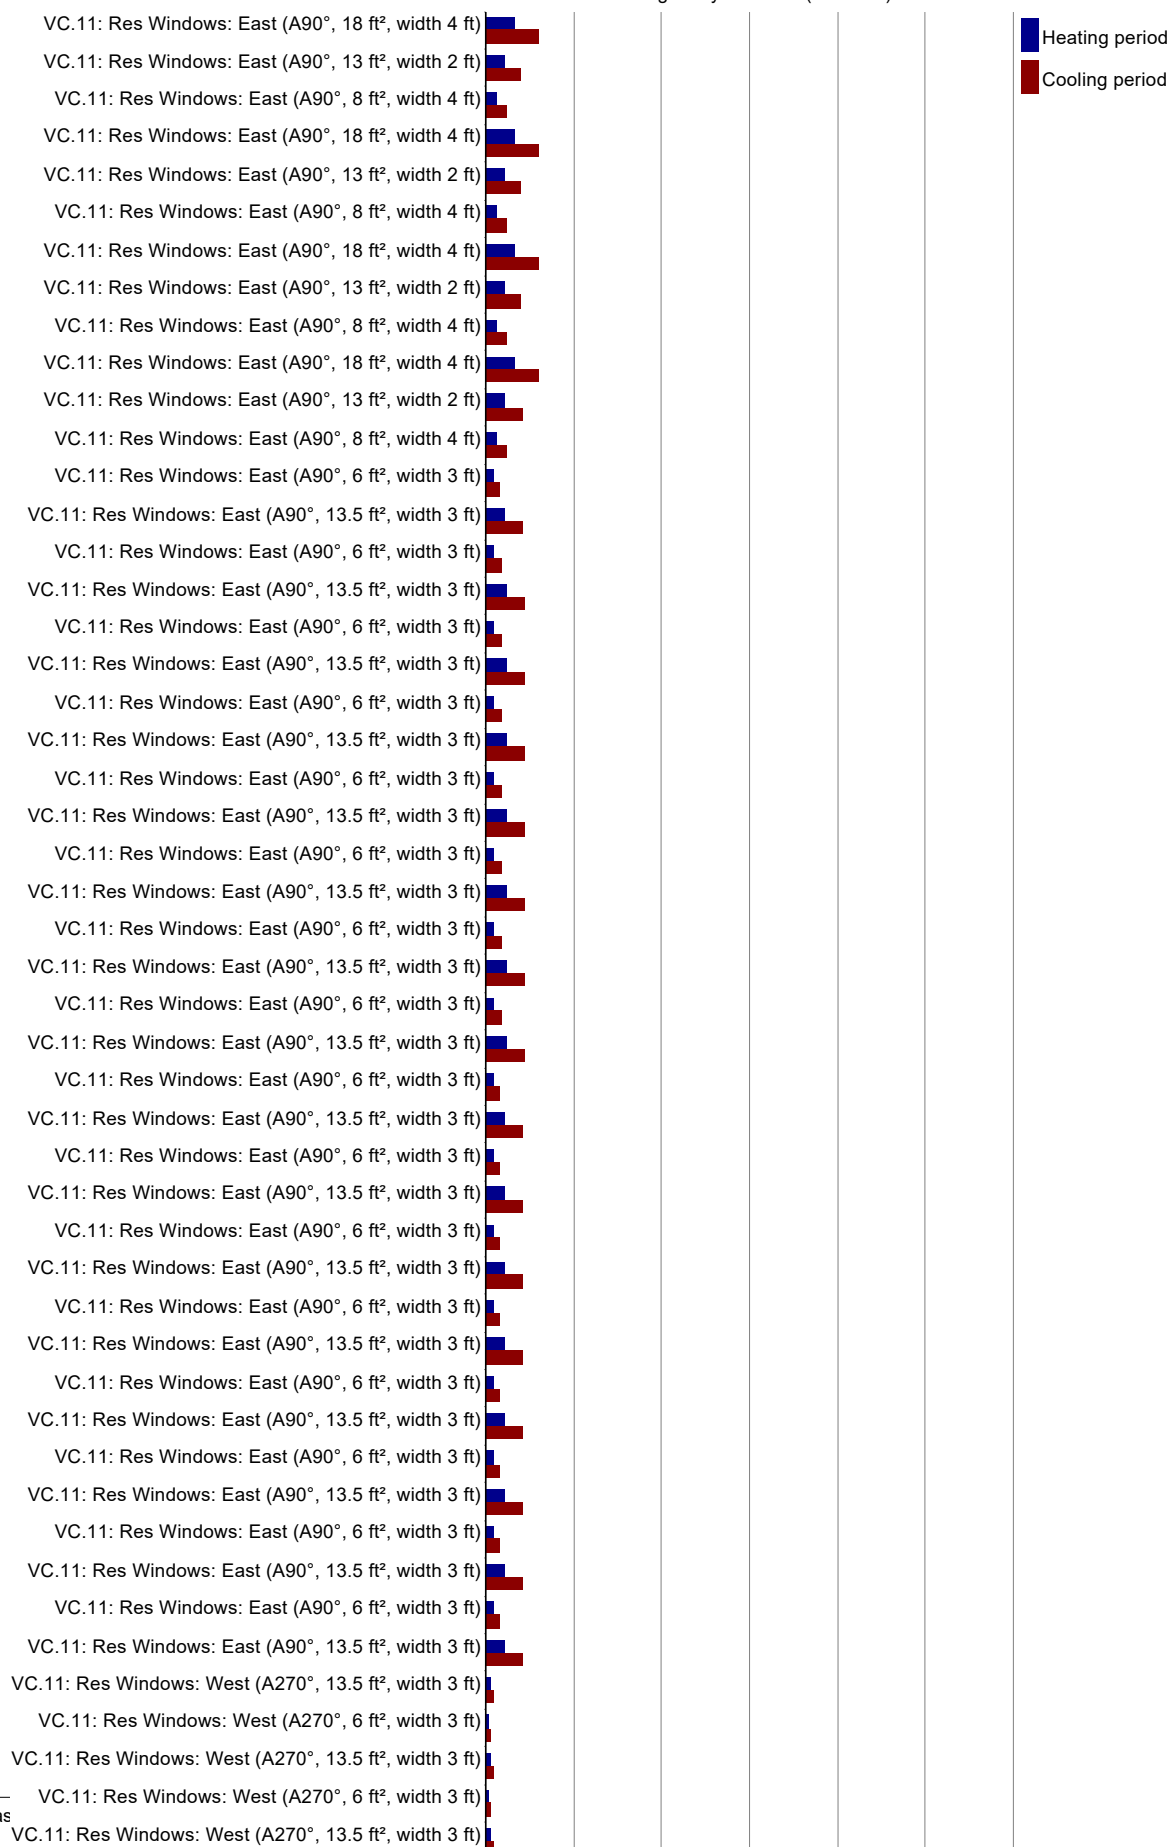 VC.11: Res Windows: East (A90°, 18 ft², width 4 ft)
Heating period
VC.11: Res Windows: East (A90°, 13 ft², width 2 ft)
Cooling period
VC.11: Res Windows: East (A90°, 8 ft², width 4 ft)
VC.11: Res Windows: East (A90°, 18 ft², width 4 ft)
VC.11: Res Windows: East (A90°, 13 ft², width 2 ft)
VC.11: Res Windows: East (A90°, 8 ft², width 4 ft)
VC.11: Res Windows: East (A90°, 18 ft², width 4 ft)
VC.11: Res Windows: East (A90°, 13 ft², width 2 ft)
VC.11: Res Windows: East (A90°, 8 ft², width 4 ft)
VC.11: Res Windows: East (A90°, 18 ft², width 4 ft)
VC.11: Res Windows: East (A90°, 13 ft², width 2 ft)
VC.11: Res Windows: East (A90°, 8 ft², width 4 ft)
VC.11: Res Windows: East (A90°, 6 ft², width 3 ft)
VC.11: Res Windows: East (A90°, 13.5 ft², width 3 ft)
VC.11: Res Windows: East (A90°, 6 ft², width 3 ft)
VC.11: Res Windows: East (A90°, 13.5 ft², width 3 ft)
VC.11: Res Windows: East (A90°, 6 ft², width 3 ft)
VC.11: Res Windows: East (A90°, 13.5 ft², width 3 ft)
VC.11: Res Windows: East (A90°, 6 ft², width 3 ft)
VC.11: Res Windows: East (A90°, 13.5 ft², width 3 ft)
VC.11: Res Windows: East (A90°, 6 ft², width 3 ft)
VC.11: Res Windows: East (A90°, 13.5 ft², width 3 ft)
VC.11: Res Windows: East (A90°, 6 ft², width 3 ft)
VC.11: Res Windows: East (A90°, 13.5 ft², width 3 ft)
VC.11: Res Windows: East (A90°, 6 ft², width 3 ft)
VC.11: Res Windows: East (A90°, 13.5 ft², width 3 ft)
VC.11: Res Windows: East (A90°, 6 ft², width 3 ft)
VC.11: Res Windows: East (A90°, 13.5 ft², width 3 ft)
VC.11: Res Windows: East (A90°, 6 ft², width 3 ft)
VC.11: Res Windows: East (A90°, 13.5 ft², width 3 ft)
VC.11: Res Windows: East (A90°, 6 ft², width 3 ft)
VC.11: Res Windows: East (A90°, 13.5 ft², width 3 ft)
VC.11: Res Windows: East (A90°, 6 ft², width 3 ft)
VC.11: Res Windows: East (A90°, 13.5 ft², width 3 ft)
VC.11: Res Windows: East (A90°, 6 ft², width 3 ft)
VC.11: Res Windows: East (A90°, 13.5 ft², width 3 ft)
VC.11: Res Windows: East (A90°, 6 ft², width 3 ft)
VC.11: Res Windows: East (A90°, 13.5 ft², width 3 ft)
VC.11: Res Windows: East (A90°, 6 ft², width 3 ft)
VC.11: Res Windows: East (A90°, 13.5 ft², width 3 ft)
VC.11: Res Windows: East (A90°, 6 ft², width 3 ft)
VC.11: Res Windows: East (A90°, 13.5 ft², width 3 ft)
VC.11: Res Windows: East (A90°, 6 ft², width 3 ft)
VC.11: Res Windows: East (A90°, 13.5 ft², width 3 ft)
VC.11: Res Windows: West (A270°, 13.5 ft², width 3 ft)
VC.11: Res Windows: West (A270°, 6 ft², width 3 ft)
VC.11: Res Windows: West (A270°, 13.5 ft², width 3 ft)
VC.11: Res Windows: West (A270°, 6 ft², width 3 ft)
VC.11: Res Windows: West (A270°, 13.5 ft², width 3 ft)